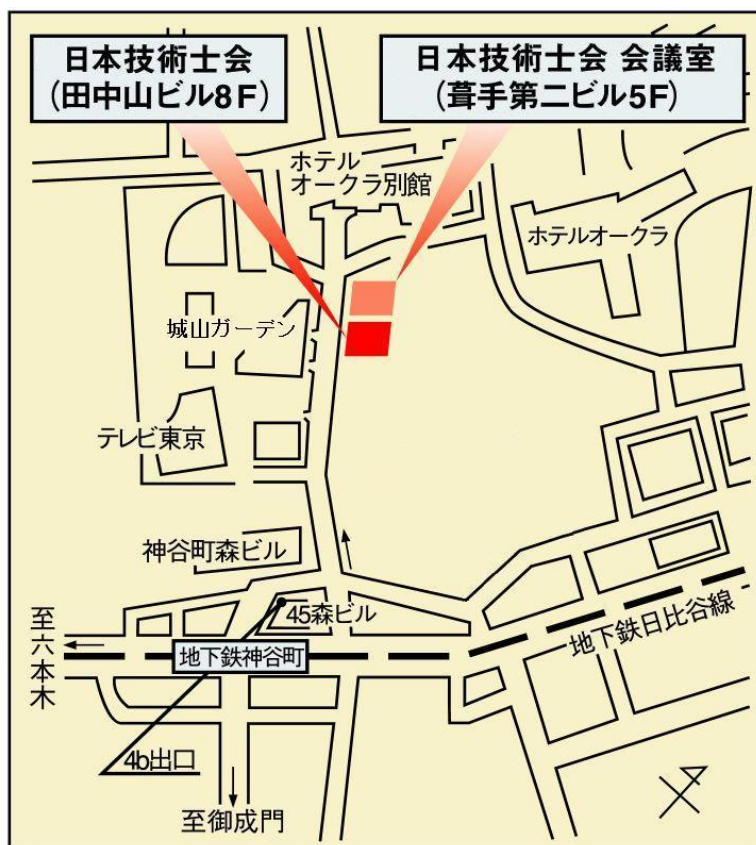 日本技術士会
(田中山ビル8F)
日本技術士会 会議室
(葺手第二ビル5F)
ホテル
オークラ別館
ホテルオークラ
城山ガーデン
テレビ東京
神谷町森ビル
45森ビル
至六本木
地下鉄神谷町
地下鉄日比谷線
4b出口
至御成門